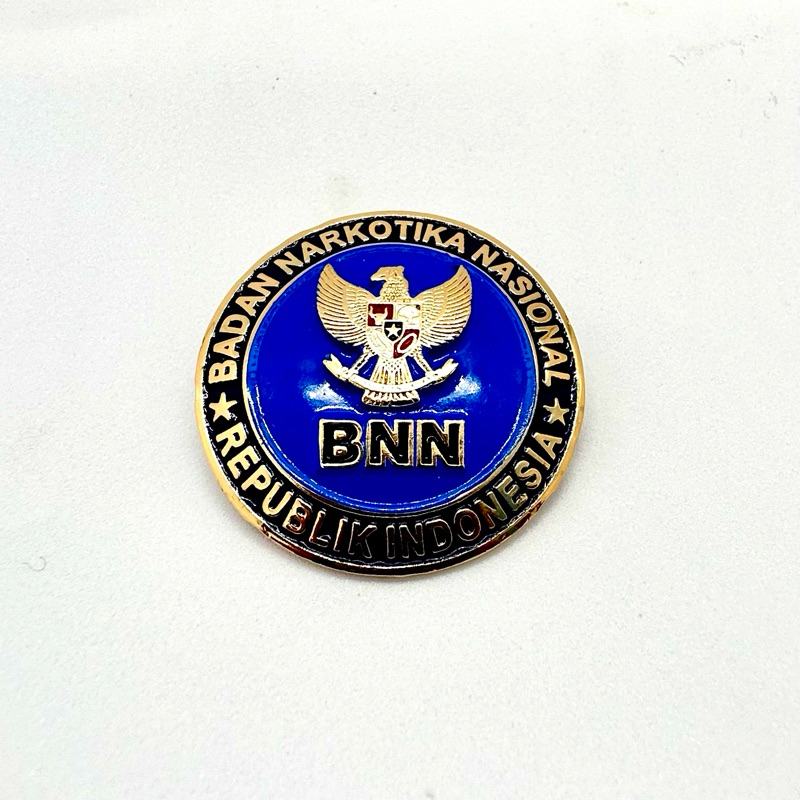 BADAN NARKOTIKA NASIONAL
BNN
REPUBLIK INDONESIA